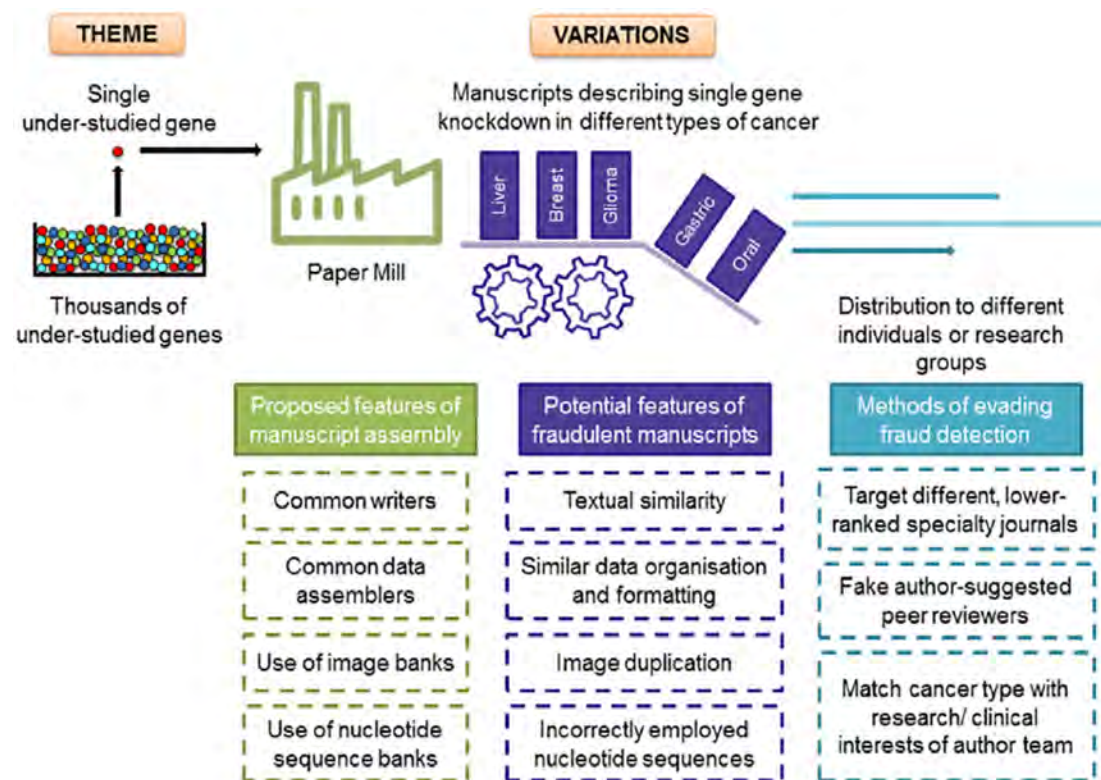 THEME
VARIATIONS
Single
under-studied gene
Thousands of
under-studied genes
Paper Mill
Manuscripts describing single gene
knockdown in different types of cancer
Liver
Breast
Glioma
Gastric
Oral
Distribution to different
individuals or research
groups
Proposed features of
manuscript assembly
Common writers
Common data
assemblers
Use of image banks
Use of nucleotide
sequence banks
Potential features of
fraudulent manuscripts
Textual similarity
Similar data organisation
and formatting
Image duplication
Incorrectly employed
nucleotide sequences
Methods of evading
fraud detection
Target different, lower-
ranked specialty journals
Fake author-suggested
peer reviewers
Match cancer type with
research/ clinical
interests of author team